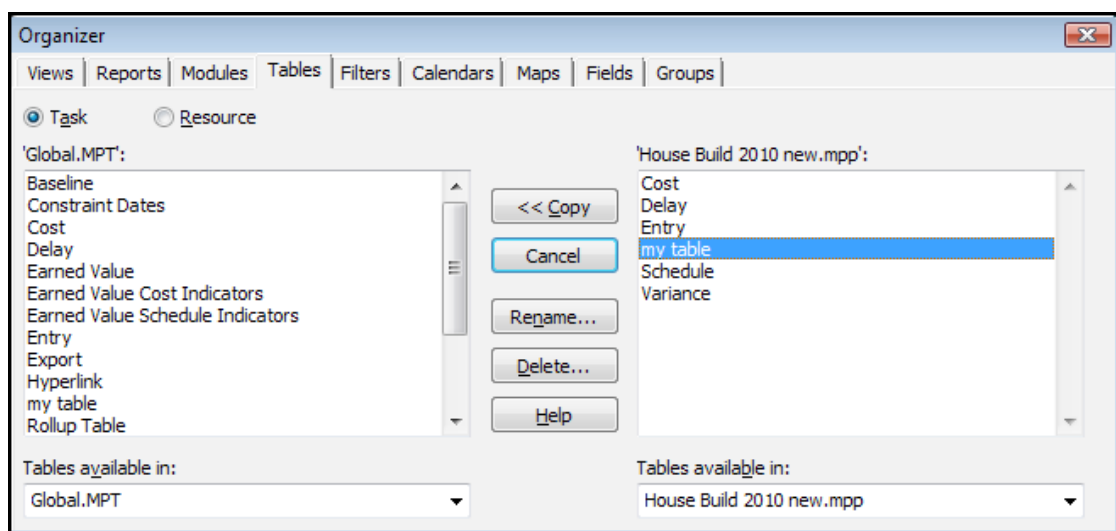 Organizer
Views Reports Modules Tables Filters Calendars Maps Fields Groups
Task Resource
'Global.MPT':
Baseline
Constraint Dates
Cost
Delay
Earned Value
Earned Value Cost Indicators
Earned Value Schedule Indicators
Entry
Export
Hyperlink
my table
Rollup Table
<< Copy
Cancel
Rename...
Delete...
Help
'House Build 2010 new.mpp':
Cost
Delay
Entry
my table
Schedule
Variance
Tables available in:
Global.MPT
Tables available in:
House Build 2010 new.mpp